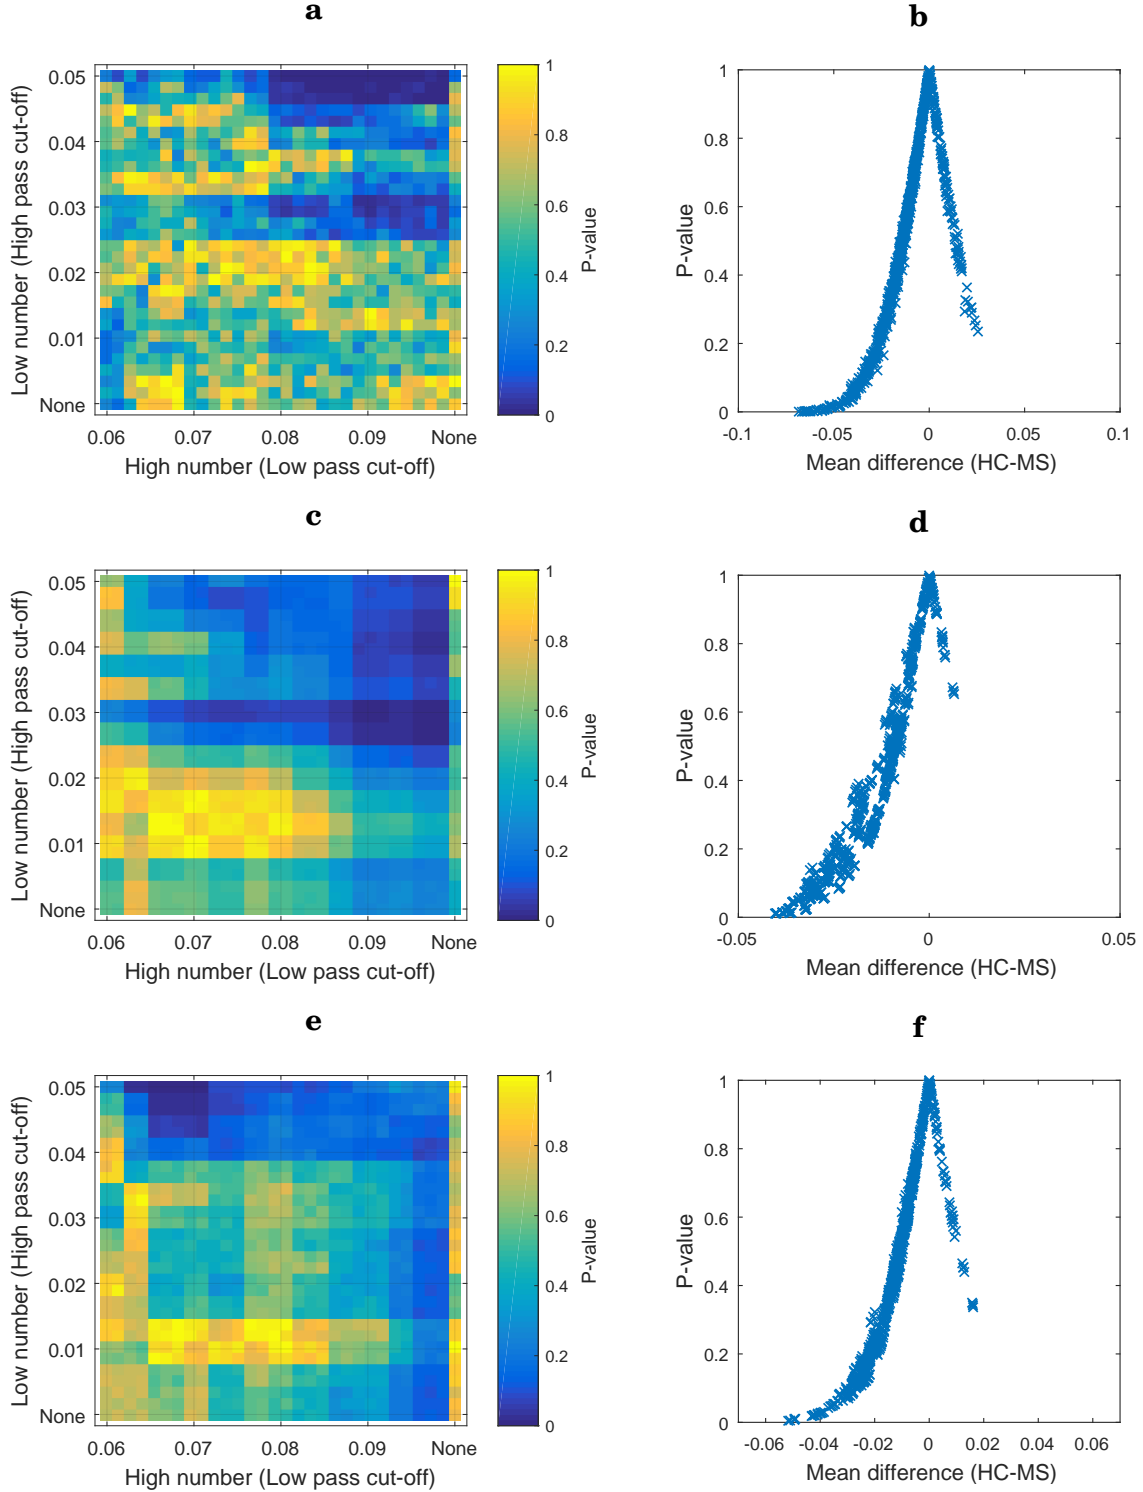 a
b
0.05
0.04
0.03
0.02
0.01
None
Low number (High pass cut-off)
0.06
0.07
0.08
0.09
None
High number (Low pass cut-off)
1
0.8
0.6
0.4
0.2
0
P-value
1
0.8
0.6
0.4
0.2
0
P-value
-0.1
-0.05
0
0.05
0.1
Mean difference (HC-MS)
c
d
0.05
0.04
0.03
0.02
0.01
None
Low number (High pass cut-off)
0.06
0.07
0.08
0.09
None
High number (Low pass cut-off)
1
0.8
0.6
0.4
0.2
0
P-value
1
0.8
0.6
0.4
0.2
0
P-value
-0.05
0
0.05
Mean difference (HC-MS)
e
f
0.05
0.04
0.03
0.02
0.01
None
Low number (High pass cut-off)
0.06
0.07
0.08
0.09
None
High number (Low pass cut-off)
1
0.8
0.6
0.4
0.2
0
P-value
1
0.8
0.6
0.4
0.2
0
P-value
-0.06
-0.04
-0.02
0
0.02
0.04
0.06
Mean difference (HC-MS)